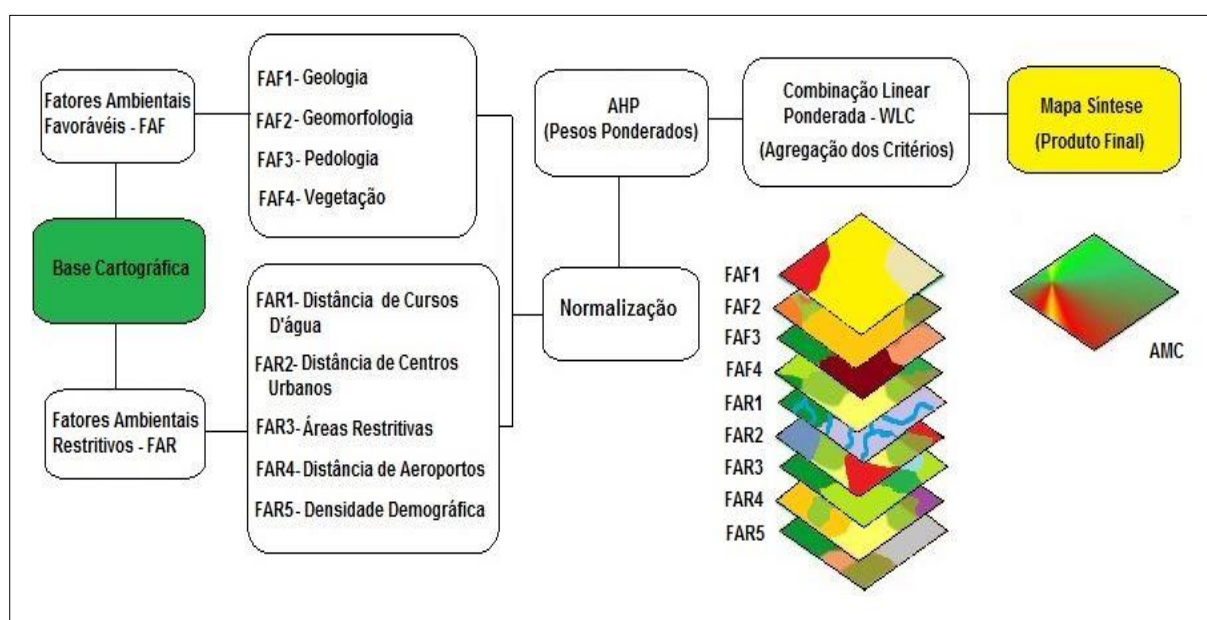 Fatores Ambientais
Favorávéis - FAF
Base Cartográfica
Fatores Ambientais
Restritivos - FAR
FAF1- Geologia
FAF2- Geomorfologia
FAF3- Pedologia
FAF4- Vegetação
FAR1- Distância de Cursos
D'água
FAR2- Distância de Centros
Urbanos
FAR3- Áreas Restritivas
FAR4- Distância de Aeroportos
FAR5- Densidade Demográfica
AHP
(Pesos Ponderados)
Normalização
Combinação Linear
Ponderada - WLC
(Agregação dos Critérios)
Mapa Síntese
(Produto Final)
FAF1
FAF2
FAF3
FAF4
FAR1
FAR2
FAR3
FAR4
FAR5
AMC